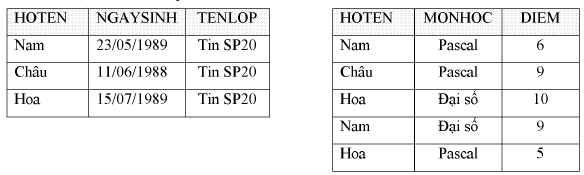 HOTEN NGAYSINH TENLOP
Nam 23/05/1989 Tin SP20
Châu 11/06/1988 Tin SP20
Hoa 15/07/1989 Tin SP20
HOTEN MONHOC DIEM
Nam Pascal 6
Châu Pascal 9
Hoa Đại số 10
Nam Đại số 9
Hoa Pascal 5